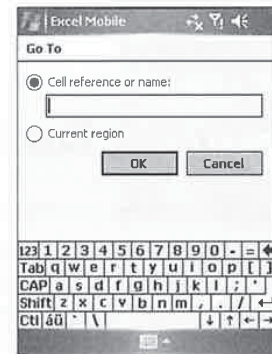 Excel Mobile
Go To
Cell reference or name:
Current region
OK Cancel
123 1 2 3 4 5 6 7 8 9 0 - =
Tab q w e r t y u i o p [ ]
CAP a s d f g h j k l ; '
Shift z x c v b n m , . /
Ctl áü ` \